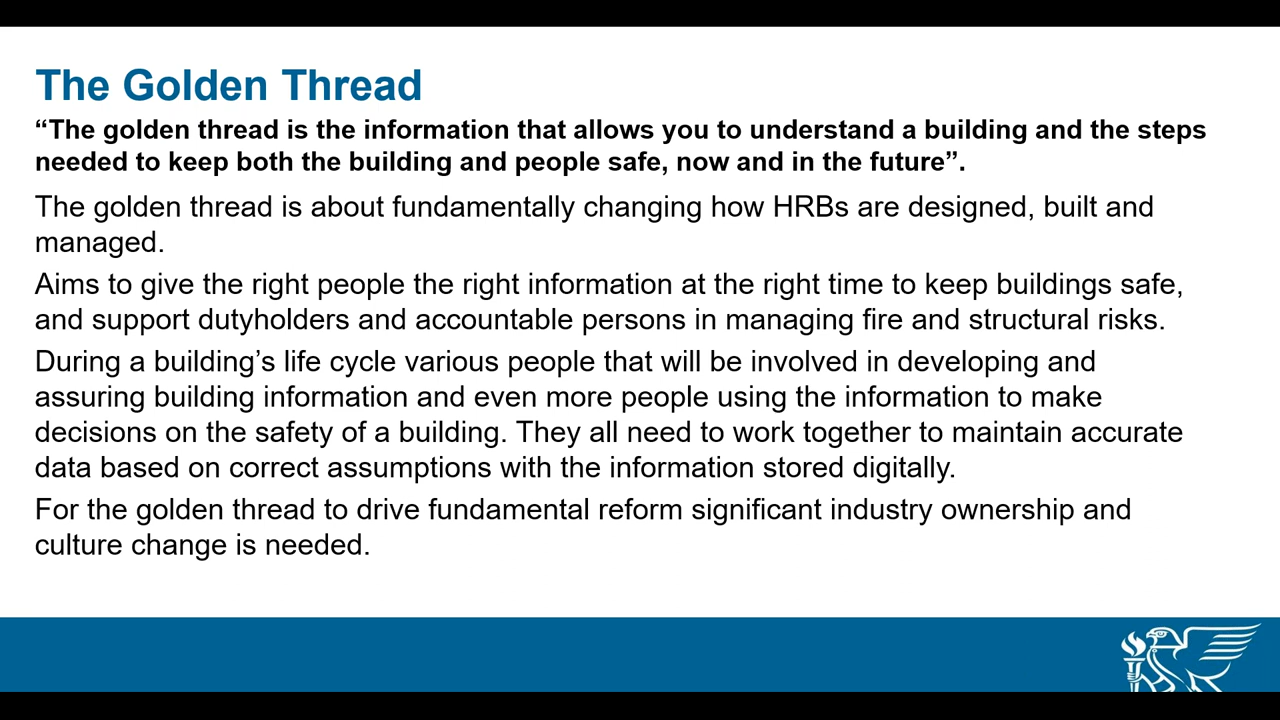 The Golden Thread
“The golden thread is the information that allows you to understand a building and the steps
needed to keep both the building and people safe, now and in the future”.
The golden thread is about fundamentally changing how HRBs are designed, built and
managed.
Aims to give the right people the right information at the right time to keep buildings safe,
and support dutyholders and accountable persons in managing fire and structural risks.
During a building’s life cycle various people that will be involved in developing and
assuring building information and even more people using the information to make
decisions on the safety of a building. They all need to work together to maintain accurate
data based on correct assumptions with the information stored digitally.
For the golden thread to drive fundamental reform significant industry ownership and
culture change is needed.